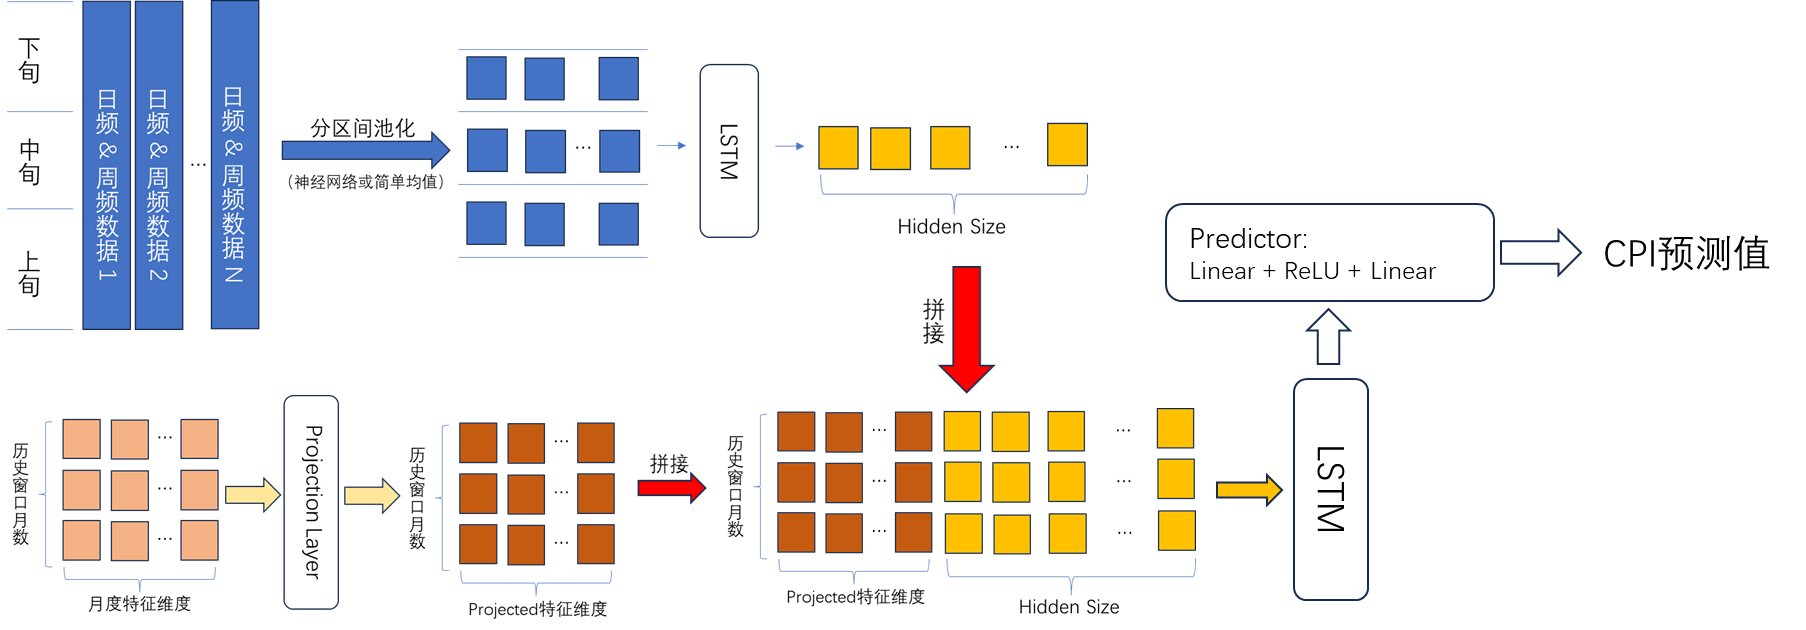 下旬
中旬
上旬
日频 & 周频数据 1
日频 & 周频数据 2
...
日频 & 周频数据 N
分区间池化
(神经网络或简单均值)
...
LSTM
...
Hidden Size
拼接
Predictor:
Linear + ReLU + Linear
CPI预测值
历史窗口月数
...
...
...
月度特征维度
Projection Layer
历史窗口月数
...
...
...
Projected特征维度
拼接
历史窗口月数
...
...
...
...
...
...
Projected特征维度
Hidden Size
LSTM